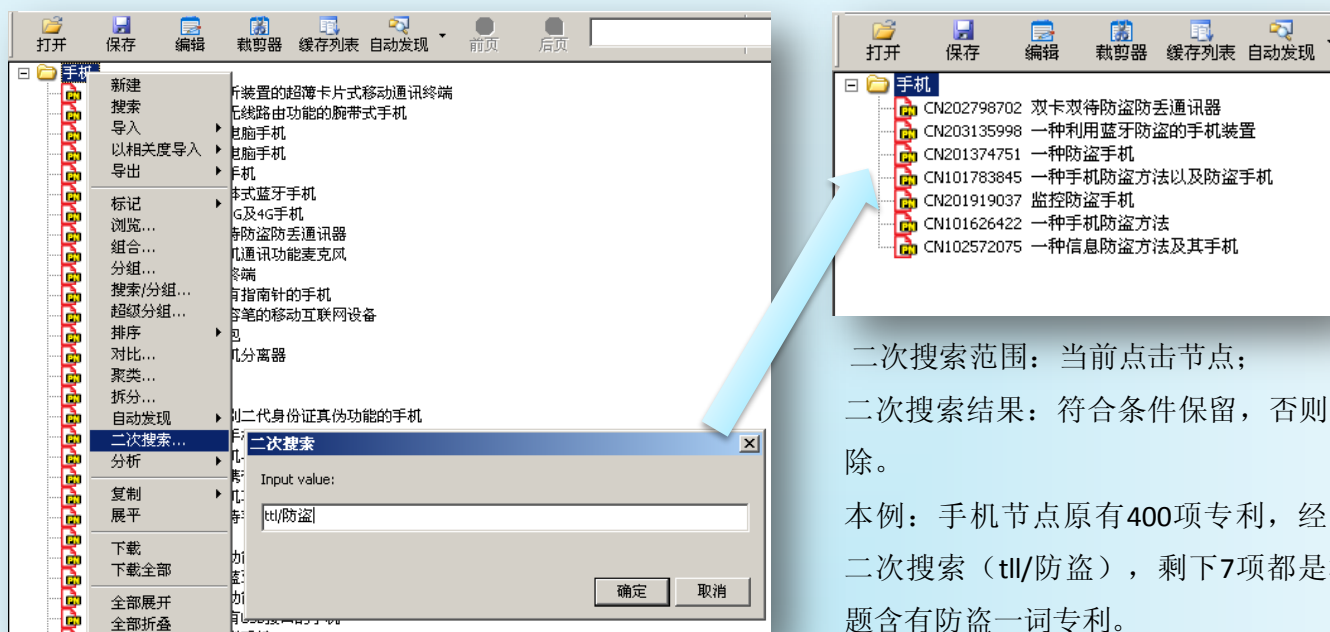 打开 保存 编辑 裁剪器 缓存列表 自动发现 前页 后页
手机
新建
搜索
导入
以相关度导入
导出
标记
浏览...
组合...
分组...
搜索/分组...
超级分组...
排序
对比...
聚类...
拆分...
自动发现
二次搜索...
分析
复制
展平
下载
下载全部
全部展开
全部折叠
装置的超薄卡片式移动通讯终端
无线路由功能的腕带式手机
电脑手机
电脑手机
手机
体式蓝牙手机
G及4G手机
待防盗防丢通讯器
机通讯功能麦克风
终端
有指南针的手机
容笔的移动互联网设备
包
机分离器
别二代身份证真伪功能的手机
二次搜索
Input value:
ttl/防盗
确定 取消
打开 保存 编辑 裁剪器 缓存列表 自动发现
手机
CN202798702 双卡双待防盗防丢通讯器
CN203135998 一种利用蓝牙防盗的手机装置
CN201374751 一种防盗手机
CN101783845 一种手机防盗方法以及防盗手机
CN201919037 监控防盗手机
CN101626422 一种手机防盗方法
CN102572075 一种信息防盗方法及其手机
二次搜索范围：当前点击节点；
二次搜索结果：符合条件保留，否则
除。
本例：手机节点原有400项专利，经
二次搜索（tll/防盗），剩下7项都是
题含有防盗一词专利。